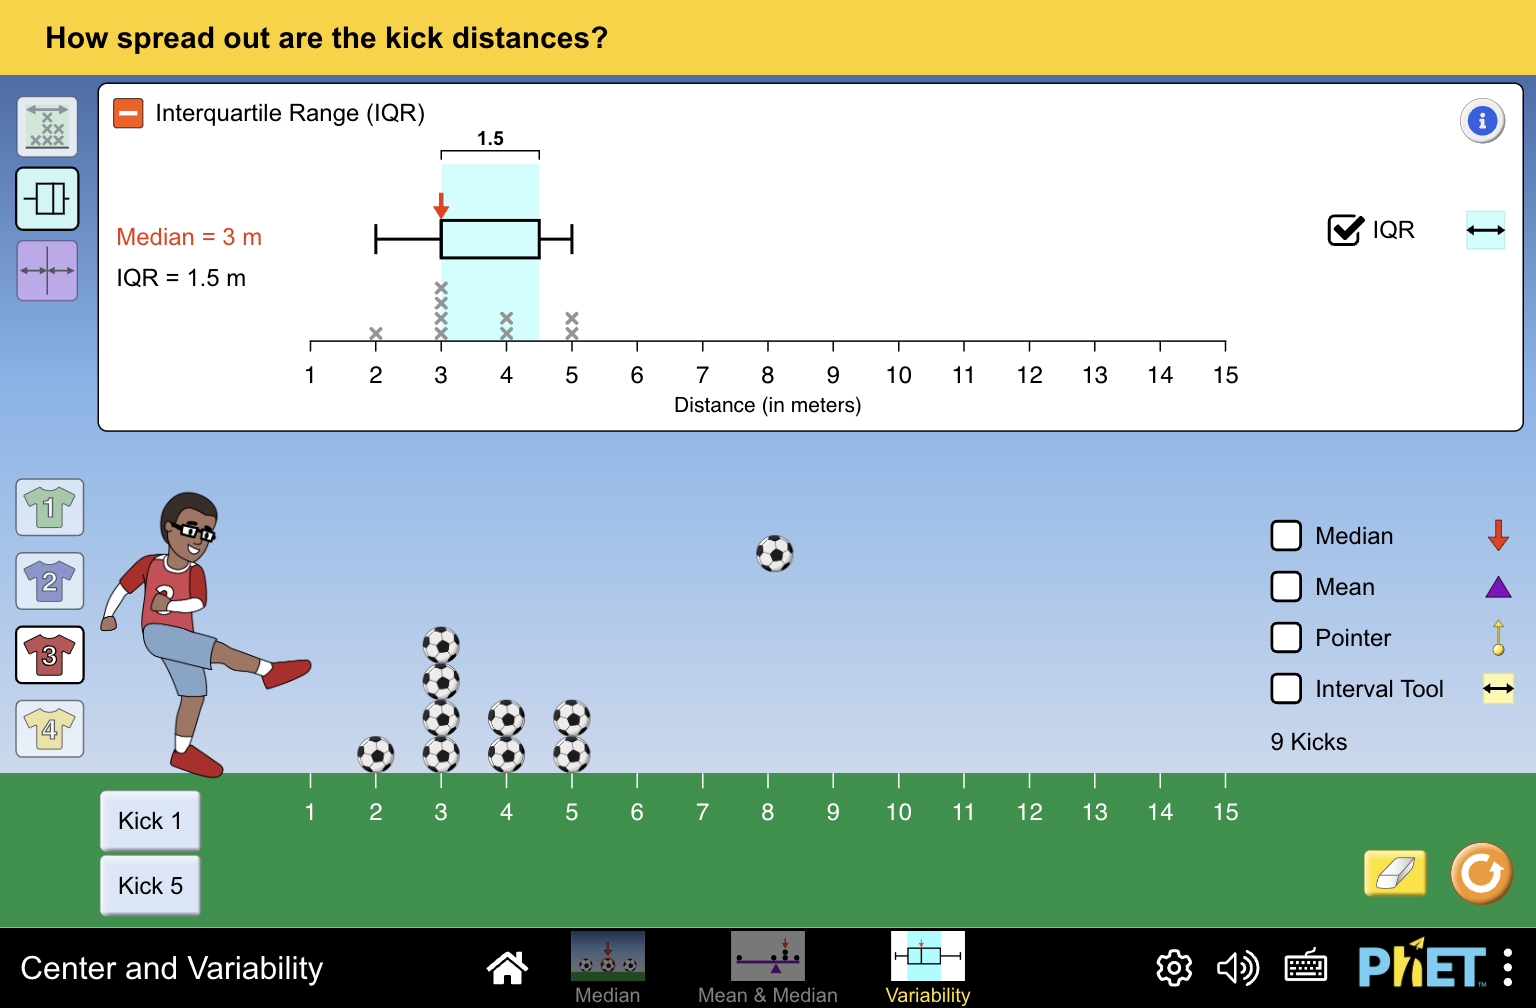 How spread out are the kick distances?
Interquartile Range (IQR)
1.5
Median = 3 m
IQR = 1.5 m
IQR
1 2 3 4 5 6 7 8 9 10 11 12 13 14 15
Distance (in meters)
1
2
3
4
3
Median
Mean
Pointer
Interval Tool
9 Kicks
1 2 3 4 5 6 7 8 9 10 11 12 13 14 15
Kick 1
Kick 5
Center and Variability
Median
Mean & Median
Variability
PhET™